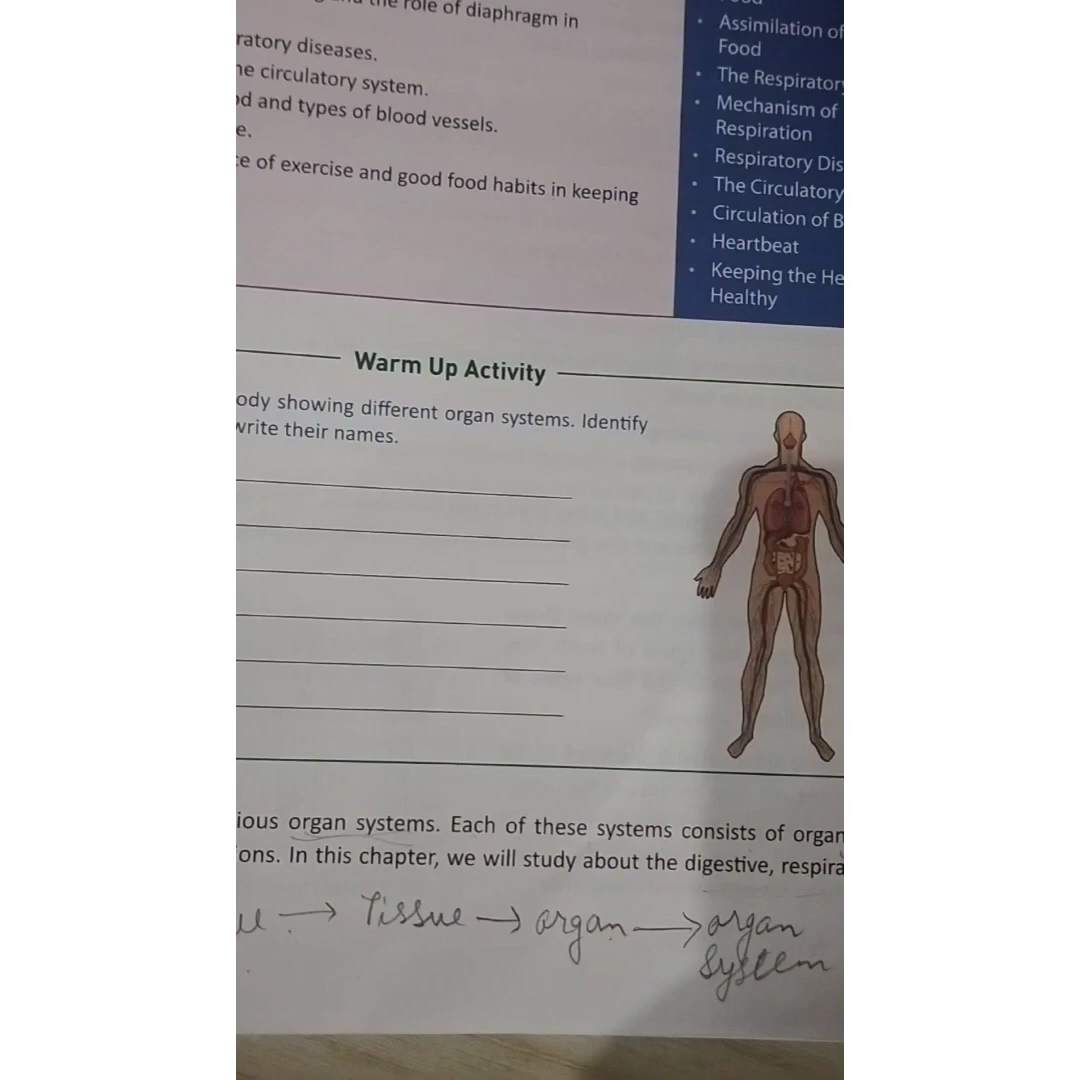 the role of diaphragm in
ratory diseases.
he circulatory system.
od and types of blood vessels.
e.
ce of exercise and good food habits in keeping
• Assimilation of
Food
• The Respiratory
• Mechanism of
Respiration
• Respiratory Dis
• The Circulatory
• Circulation of B
• Heartbeat
• Keeping the He
Healthy
Warm Up Activity
ody showing different organ systems. Identify
write their names.
ious organ systems. Each of these systems consists of organ
ons. In this chapter, we will study about the digestive, respira
→ Tissue → organ → organ
system